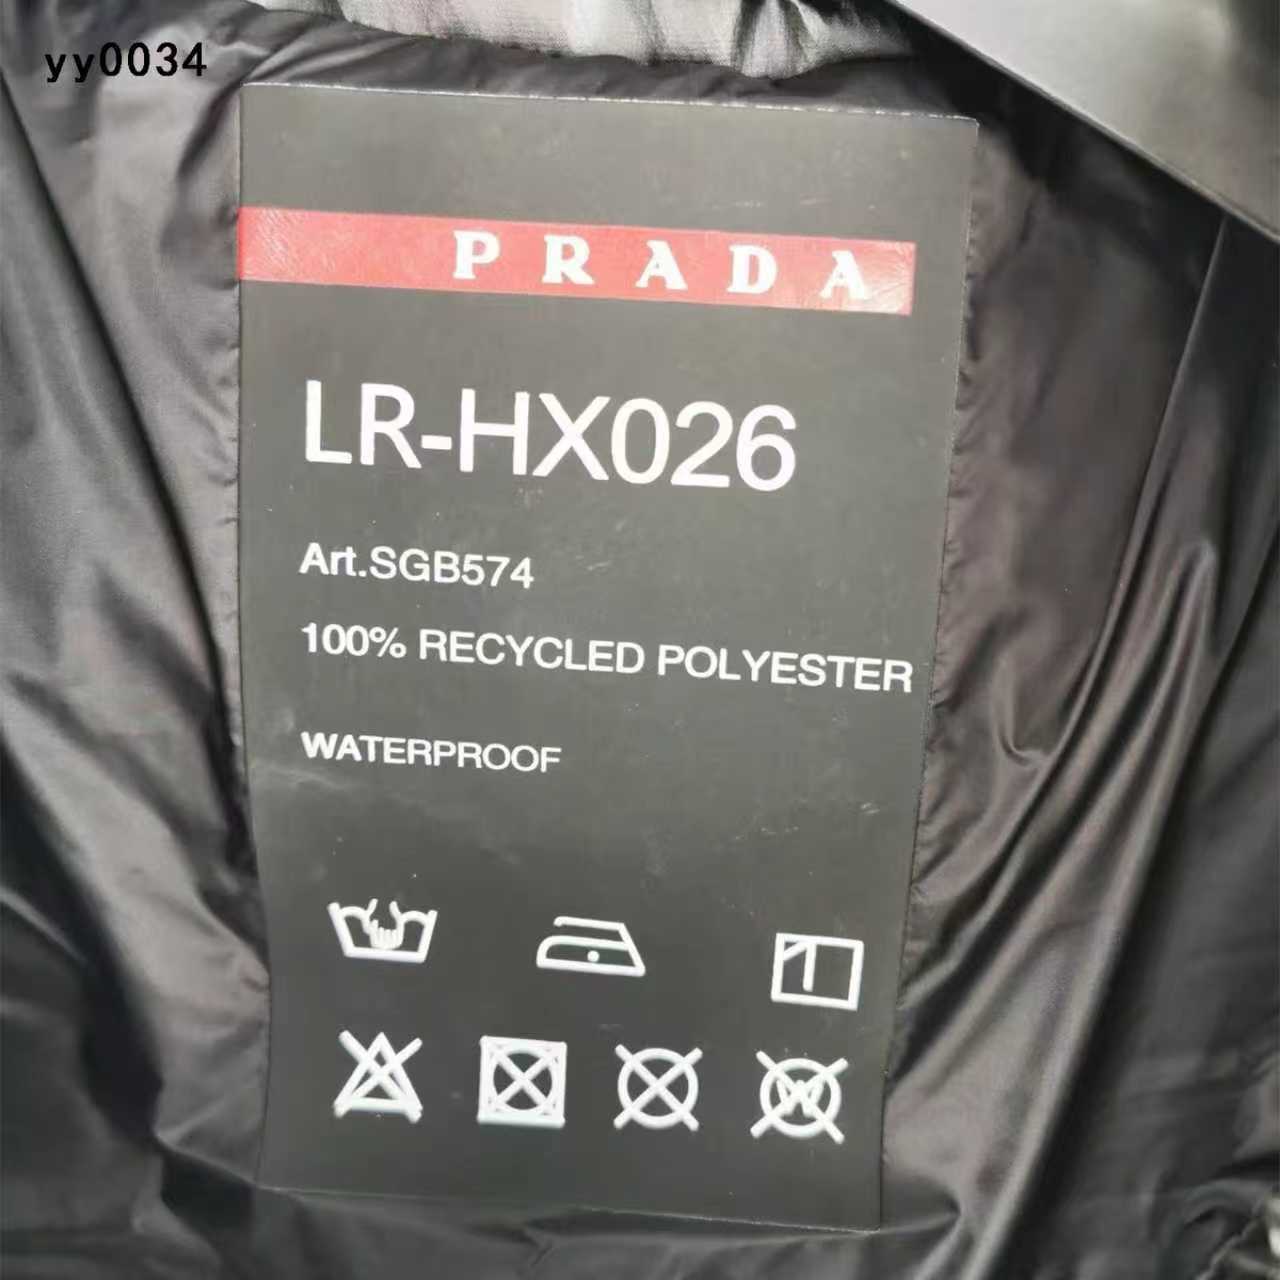 yy0034
PRADA
LR-HX026
Art.SGB574
100% RECYCLED POLYESTER
WATERPROOF
W